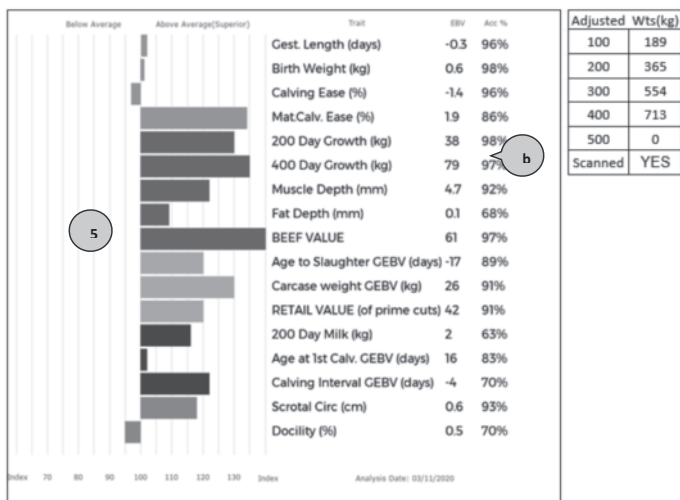 Below Average Above Average(Superior) Trait EBV Acc %
Gest. Length (days) -0.3 96%
Birth Weight (kg) 0.6 98%
Calving Ease (%) -1.4 96%
Mat.Calv. Ease (%) 1.9 86%
200 Day Growth (kg) 38 98%
400 Day Growth (kg) 79 97%
Muscle Depth (mm) 4.7 92%
Fat Depth (mm) 0.1 68%
BEEF VALUE 61 97%
Age to Slaughter GEBV (days) -17 89%
Carcase weight GEBV (kg) 26 91%
RETAIL VALUE (of prime cuts) 42 91%
200 Day Milk (kg) 2 63%
Age at 1st Calv. GEBV (days) 16 83%
Calving Interval GEBV (days) -4 70%
Scrotal Circ (cm) 0.6 93%
Docility (%) 0.5 70%
Index 70 80 90 100 110 120 130 Index Analysis Date: 03/11/2020
5
b
Adjusted Wts(kg)
100 189
200 365
300 554
400 713
500 0
Scanned YES